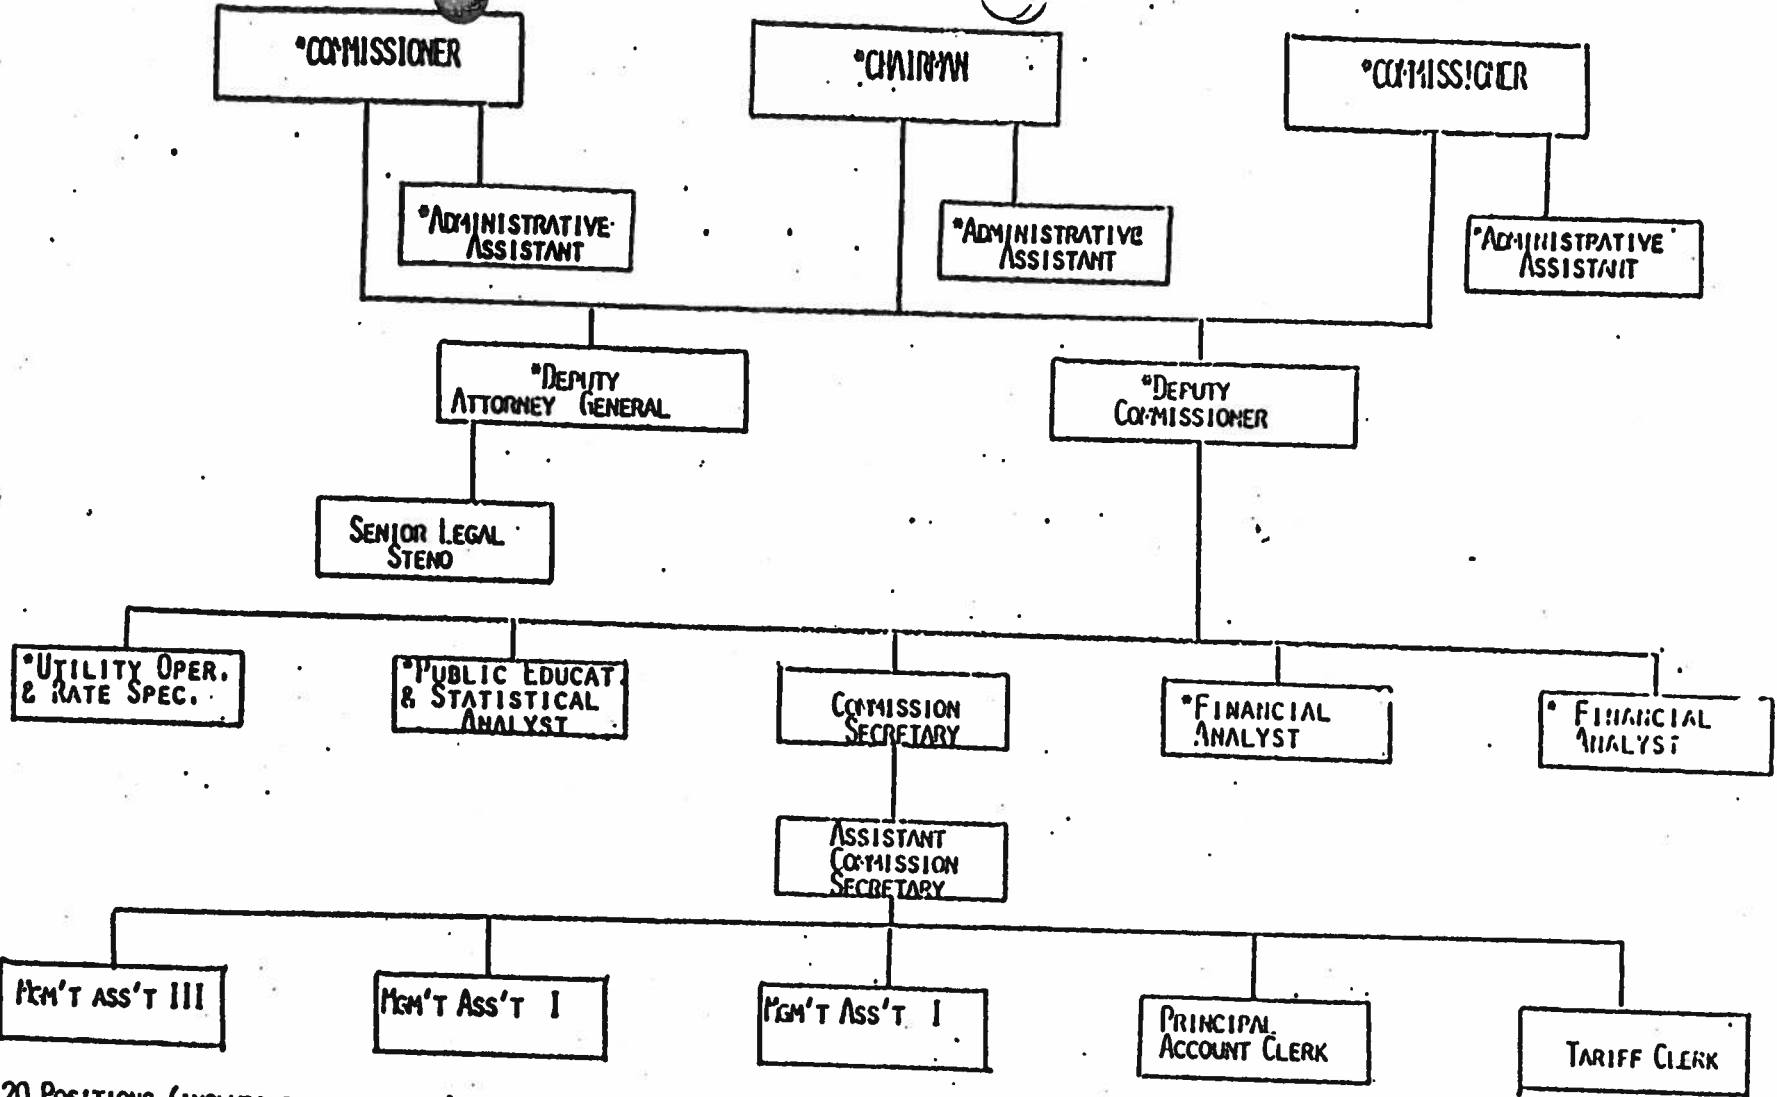 *COMMISSIONER
*CHAIRMAN
*COMMISSIONER
*ADMINISTRATIVE
ASSISTANT
*ADMINISTRATIVE
ASSISTANT
*ADMINISTRATIVE
ASSISTANT
*DEPUTY
ATTORNEY GENERAL
*DEPUTY
COMMISSIONER
SENIOR LEGAL
STENO
*UTILITY OPER.
& RATE SPEC.
*PUBLIC EDUCAT.
& STATISTICAL
ANALYST
COMMISSION
SECRETARY
*FINANCIAL
ANALYST
* FINANCIAL
ANALYST
ASSISTANT
COMMISSION
SECRETARY
MGM'T ASS'T III
MGM'T ASS'T I
MGM'T ASS'T I
PRINCIPAL
ACCOUNT CLERK
TARIFF CLERK
20 POSITIONS